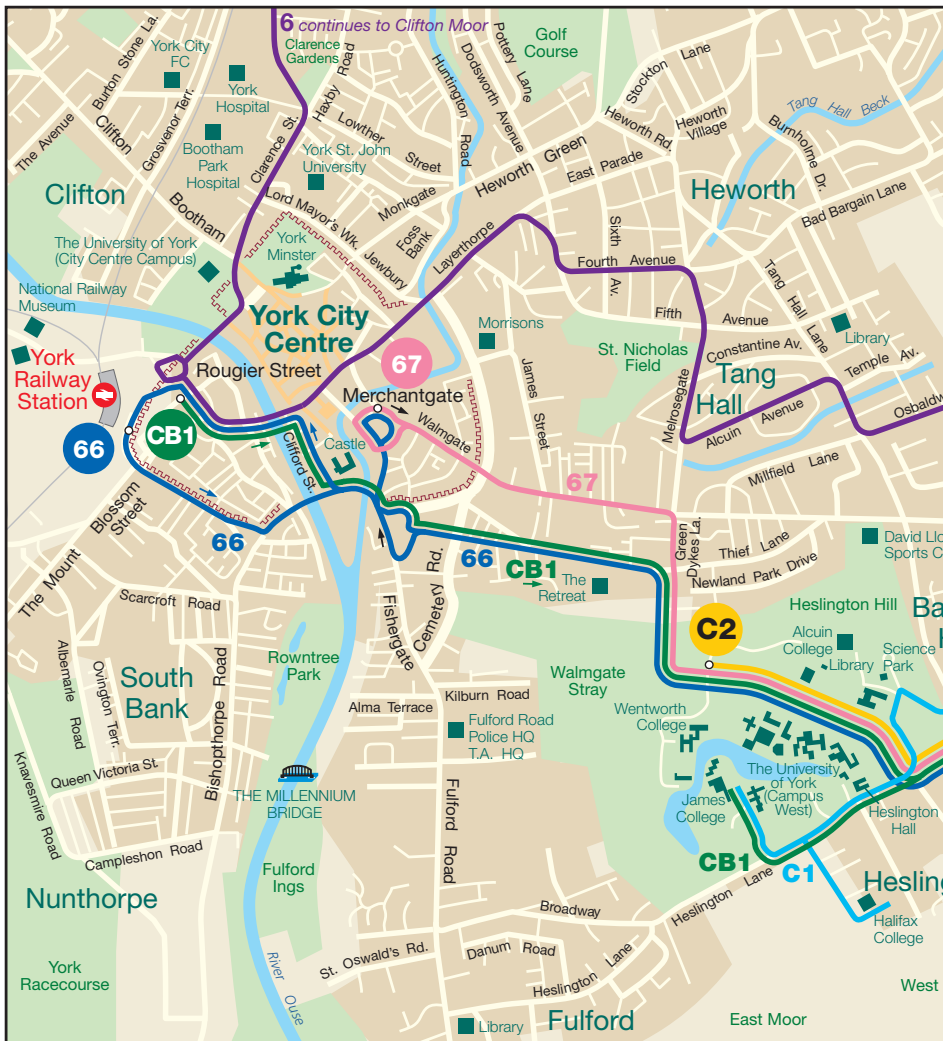 6 continues to Clifton Moor
Burton Stone La.
York City
FC
York
Hospital
Clarence
Gardens
Haxby Road
Huntington Road
Dodsworth Avenue
Pottery Lane
Golf
Course
Stockton Lane
Tang Hall Beck
The Avenue
Clifton
Grosvenor Terr.
Bootham
Park
Hospital
Clarence St.
Lowther
Street
York St. John
University
Monkgate
Heworth Green
Heworth Rd.
Heworth
Village
East Parade
Burnholme Dr.
Clifton
Bootham
Lord Mayor's Wk.
Foss
Bank
Jewbury
Layerthorpe
Heworth
Bad Bargain Lane
The University of York
(City Centre Campus)
York
Minster
Sixth
Av.
Fourth Avenue
Tang Hall Lane
National Railway
Museum
York City
Centre
Morrisons
Fifth Avenue
Library
York
Railway
Station
Rougier Street
67
Merchantgate
James Street
St. Nicholas
Field
Constantine Av.
Temple Av.
Tang
Hall
Melrosegate
Alcuin Avenue
Osbaldw
66
CB1
Clifford St.
Castle
Walmgate
67
Millfield Lane
Blossom
Street
66
66
CB1
The
Retreat
Green
Dykes La.
Thief Lane
Newland Park Drive
David Llo
Sports C
The Mount
Scarcroft Road
Fishergate
Cemetery Rd.
C2
Heslington Hill
Ba
Alcuin
College
Library
Science
Park
Albemarle Road
Ovington Terr.
South
Bank
Bishopthorpe Road
Rowntree
Park
Walmgate
Stray
Wentworth
College
Kilburn Road
Alma Terrace
Fulford Road
Police HQ
T.A. HQ
Knavesmire Road
Queen Victoria St.
THE MILLENNIUM
BRIDGE
Fulford Road
The University
of York
(Campus
West)
James
College
Heslington
Hall
Campleshon Road
CB1
C1
Nunthorpe
Fulford
Ings
Heslington Lane
Hesling
Halifax
College
Broadway
St. Oswald's Rd.
Danum Road
Heslington Lane
York
Racecourse
River Ouse
West
Library
Fulford
East Moor